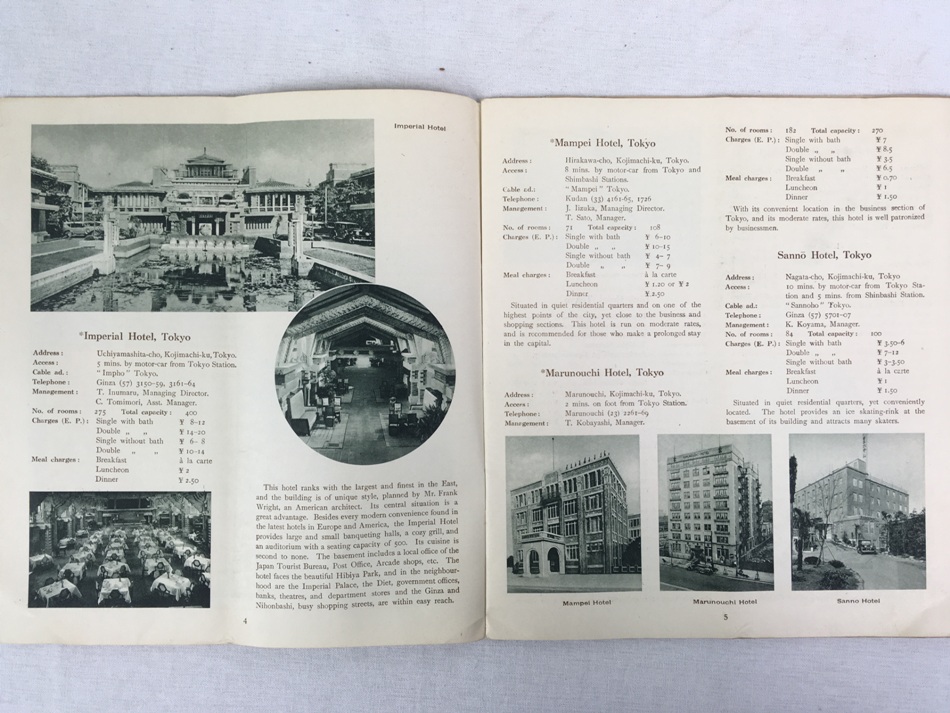 Imperial Hotel
*Imperial Hotel, Tokyo
Address : Uchiyamashita-cho, Kojimachi-ku, Tokyo.
Access : 5 mins. by motor-car from Tokyo Station.
Cable ad. : "Impho" Tokyo.
Telephone : Ginza (57) 3150-59, 3161-64
Management : T. Inumaru, Managing Director.
C. Tomimori, Asst. Manager.
No. of rooms : 275 Total capacity : 400
Charges (E. P.) : Single with bath ¥ 8-12
Double „ „ ¥ 14-20
Single without bath ¥ 6- 8
Double „ „ ¥ 10-14
Meal charges : Breakfast à la carte
Luncheon ¥ 2
Dinner ¥ 2.50
This hotel ranks with the largest and finest in the East,
and the building is of unique style, planned by Mr. Frank
Wright, an American architect. Its central situation is a
great advantage. Besides every modern convenience found in
the latest hotels in Europe and America, the Imperial Hotel
provides large and small banqueting halls, a cozy grill, and
an auditorium with a seating capacity of 500. Its cuisine is
second to none. The basement includes a local office of the
Japan Tourist Bureau, Post Office, Arcade shops, etc. The
hotel faces the beautiful Hibiya Park, and in the neighbour-
hood are the Imperial Palace, the Diet, government offices,
banks, theatres, and department stores and the Ginza and
Nihonbashi, busy shopping streets, are within easy reach.
4
*Mampei Hotel, Tokyo
Address : Hirakawa-cho, Kojimachi-ku, Tokyo.
Access : 8 mins. by motor-car from Tokyo and
Shimbashi Stations.
Cable ad. : "Mampei" Tokyo.
Telephone : Kudan (33) 4162-65, 1726
Management : J. Iizuka, Managing Director.
T. Sato, Manager.
No. of rooms : 71 Total capacity : 108
Charges (E. P.) : Single with bath ¥ 6-10
Double „ „ ¥ 10-15
Single without bath ¥ 4- 7
Double „ „ ¥ 7- 9
Meal charges : Breakfast à la carte
Luncheon ¥ 1.20 or ¥ 2
Dinner ¥ 2.50
Situated in quiet residential quarters and on one of the
highest points of the city, yet close to the business and
shopping sections. This hotel is run on moderate rates,
and is recommended for those who make a prolonged stay
in the capital.
*Marunouchi Hotel, Tokyo
Address : Marunouchi, Kojimachi-ku, Tokyo.
Access : 2 mins. on foot from Tokyo Station.
Telephone : Marunouchi (23) 2261-69
Management : T. Kobayashi, Manager.
No. of rooms : 182 Total capacity : 270
Charges (E. P.) : Single with bath ¥ 7
Double „ „ ¥ 8.5
Single without bath ¥ 3.5
Double „ „ ¥ 6.5
Meal charges : Breakfast ¥ 0.70
Luncheon ¥ 1
Dinner ¥ 1.50
With its convenient location in the business section of
Tokyo, and its moderate rates, this hotel is well patronized
by businessmen.
Sannō Hotel, Tokyo
Address : Nagata-cho, Kojimachi-ku, Tokyo
Access : 10 mins. by motor-car from Tokyo Sta-
tion and 5 mins. from Shinbashi Station.
Cable ad. : "Sannoho" Tokyo.
Telephone : Ginza (57) 5701-07
Management : K. Koyama, Manager.
No. of rooms : 84 Total capacity : 100
Charges (E. P.) : Single with bath ¥ 3.50-6
Double „ „ ¥ 7-12
Single without bath ¥ 3-3.50
Meal charges : Breakfast à la carte
Luncheon ¥ 1
Dinner ¥ 1.50
Situated in quiet residential quarters, yet conveniently
located. The hotel provides an ice skating-rink at the
basement of its building and attracts many skaters.
Mampei Hotel
Marunouchi Hotel
Sanno Hotel
5